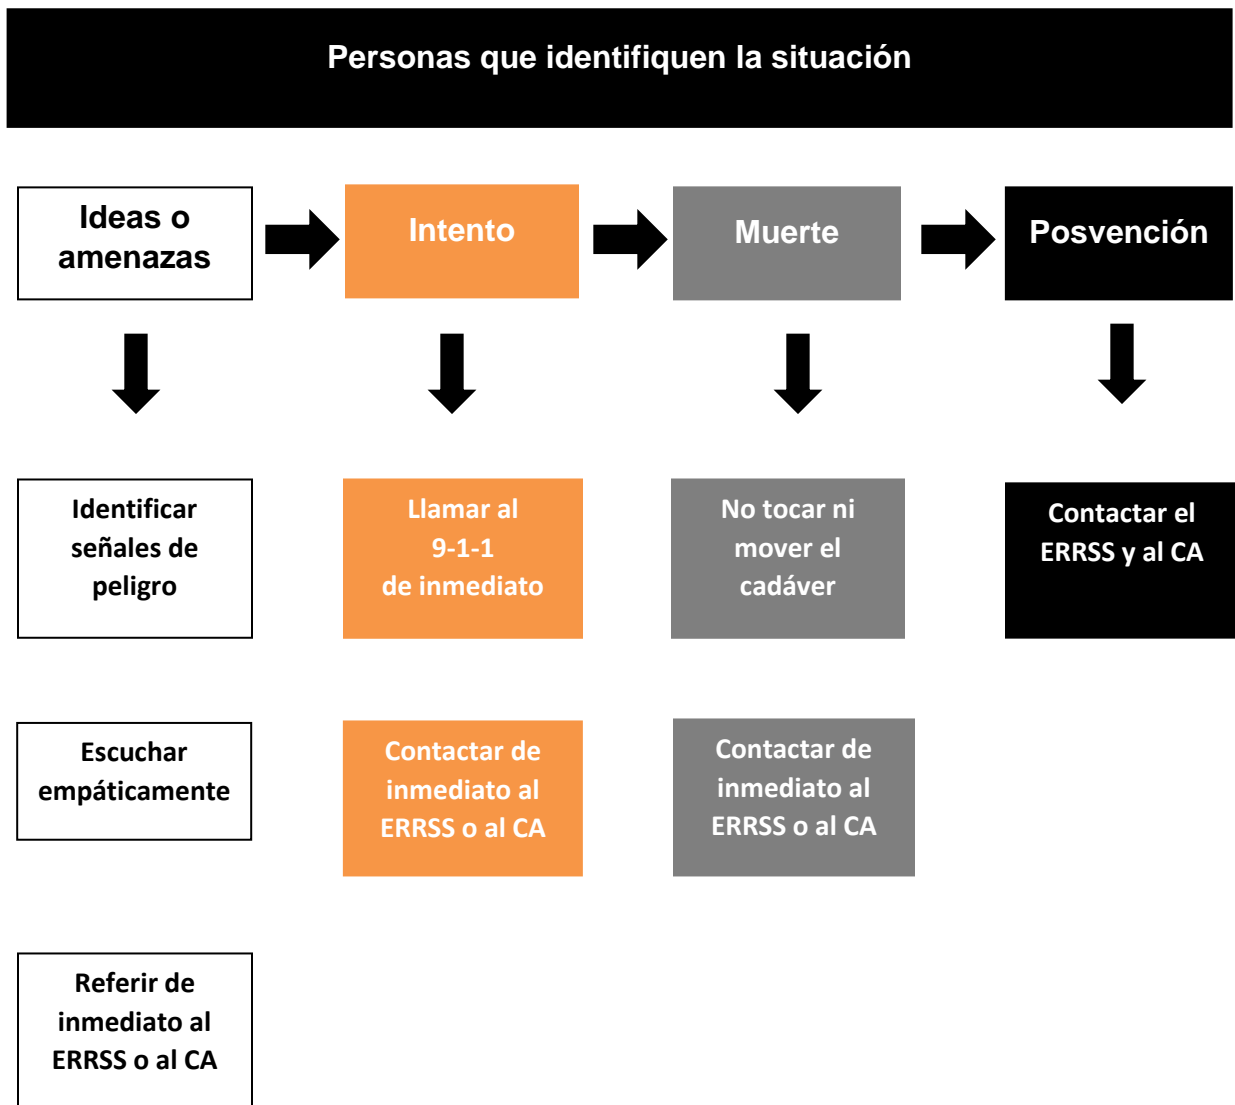 Personas que identifiquen la situación
Ideas o
amenazas
Intento
Muerte
Posvención
Identificar
señales de
peligro
Llamar al
9-1-1
de inmediato
No tocar ni
mover el
cadáver
Contactar el
ERRSS y al CA
Escuchar
empáticamente
Contactar de
inmediato al
ERRSS o al CA
Contactar de
inmediato al
ERRSS o al CA
Referir de
inmediato al
ERRSS o al CA